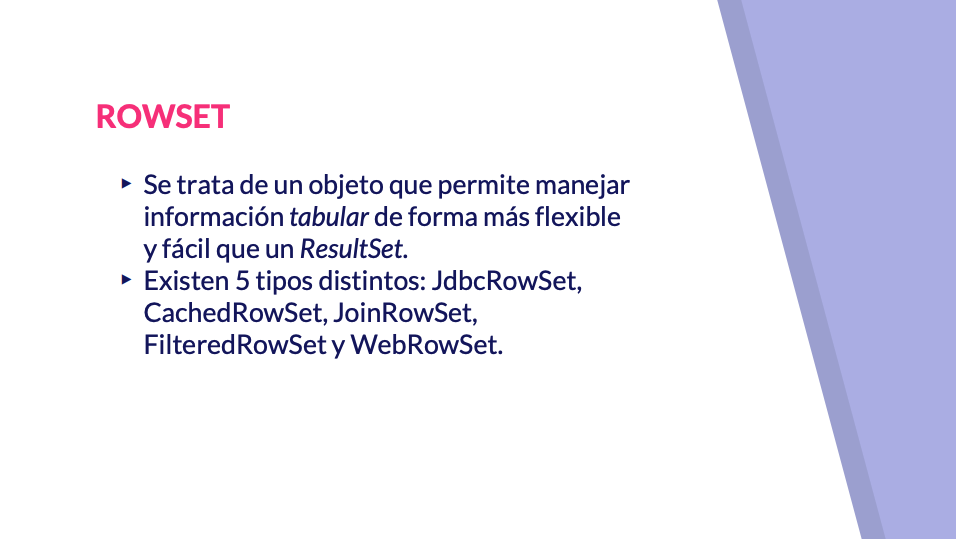 ROWSET
▸ Se trata de un objeto que permite manejar
información tabular de forma más flexible
y fácil que un ResultSet.
▸ Existen 5 tipos distintos: JdbcRowSet,
CachedRowSet, JoinRowSet,
FilteredRowSet y WebRowSet.